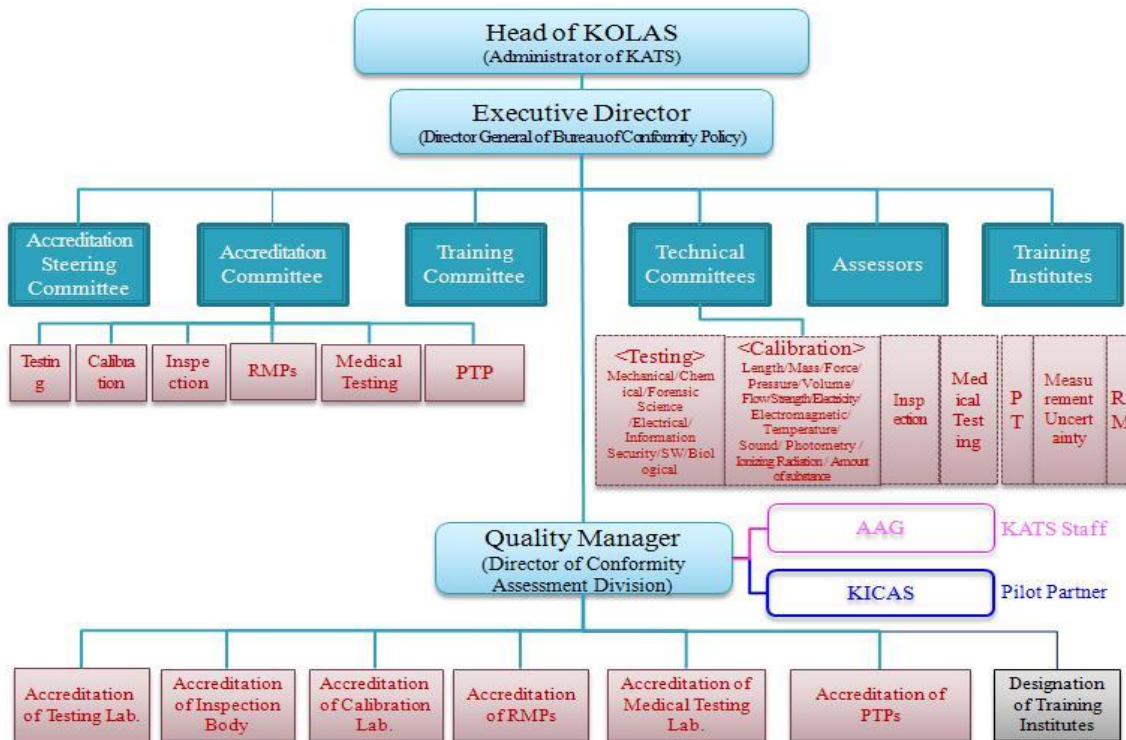 Head of KOLAS
(Administrator of KATS)
Executive Director
(Director General of Bureau of Conformity Policy)
Accreditation
Steering
Committee
Accreditation
Committee
Training
Committee
Technical
Committees
Assessors
Training
Institutes
Testin
g
Calibra
tion
Inspe
ction
RMPs
Medical
Testing
PTP
<Testing>
Mechanical/Chem
ical/Forensic
Science
/Electrical/
Information
Security/SW/Biol
ogical
<Calibration>
Length/Mass/Force/
Pressure/Volume/
Flow/Strength/Electricity/
Electromagnetic/
Temperature/
Sound/ Photometry /
Ionizing Radiation / Amount
of substance
Insp
ection
Med
ical
Test
ing
P
T
Measu
rement
Uncert
ainty
R
M
Quality Manager
(Director of Conformity
Assessment Division)
AAG
KATS Staff
KICAS
Pilot Partner
Accreditation
of Testing Lab.
Accreditation
of Inspection
Body
Accreditation
of Calibration
Lab.
Accreditation
of RMPs
Accreditation of
Medical Testing
Lab.
Accreditation of
PTPs
Designation
of Training
Institutes